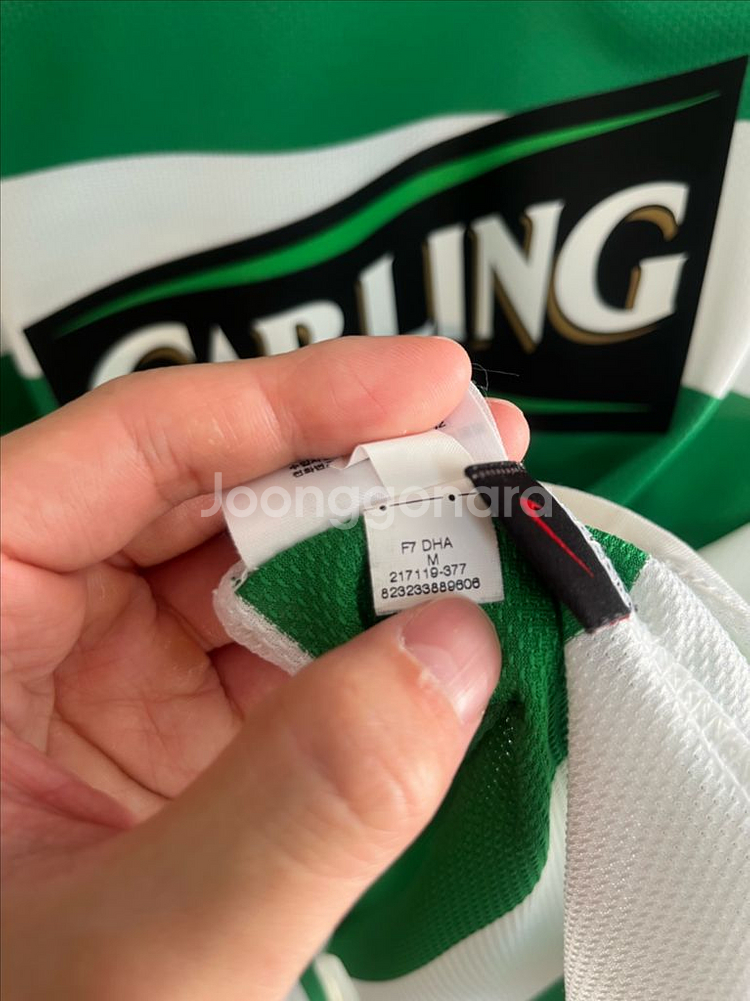 CARLING
Joonggonara
F7 DHA
M
217119-377
823233889606